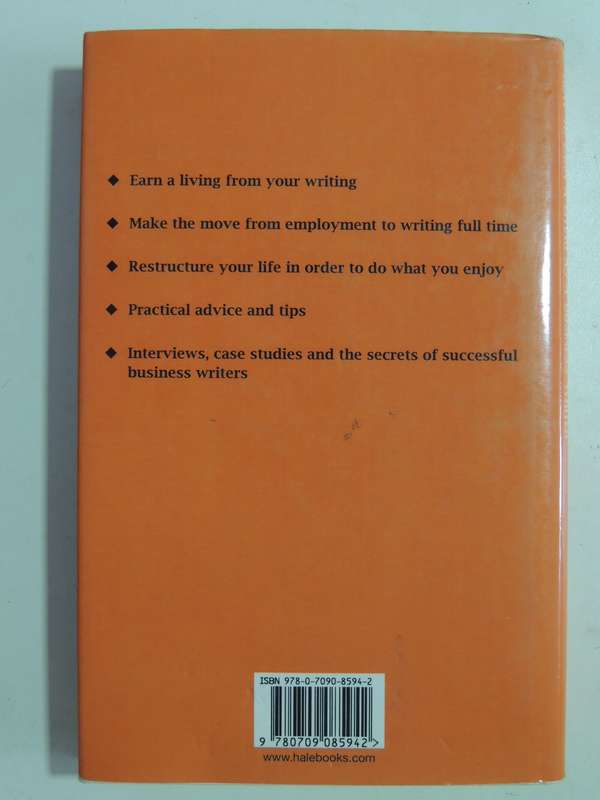 ◆ Earn a living from your writing
◆ Make the move from employment to writing full time
◆ Restructure your life in order to do what you enjoy
◆ Practical advice and tips
◆ Interviews, case studies and the secrets of successful
business writers
ISBN 978-0-7090-8594-2
9 780709 085942 >
www.halebooks.com